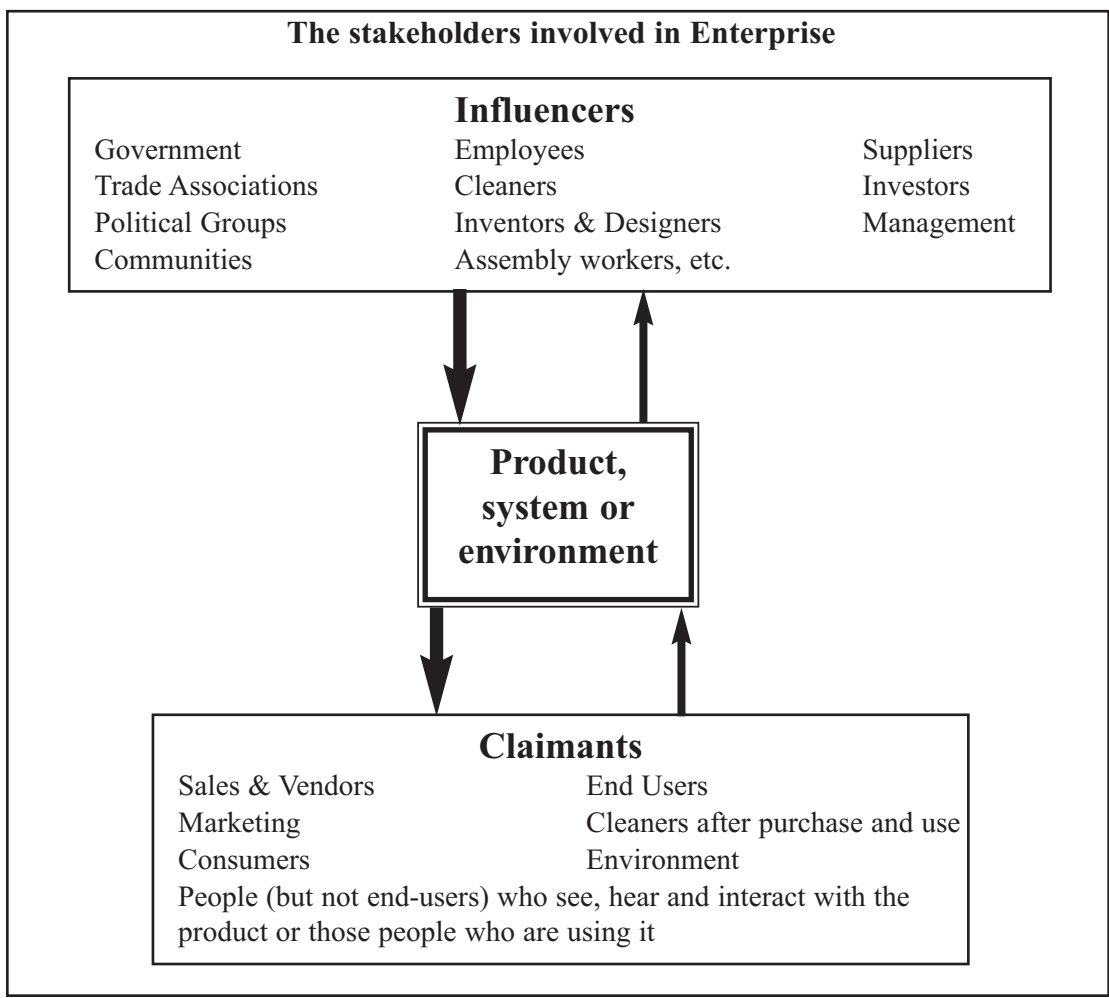 The stakeholders involved in Enterprise
Influencers
Government
Trade Associations
Political Groups
Communities
Employees
Cleaners
Inventors & Designers
Assembly workers, etc.
Suppliers
Investors
Management
Product,
system or
environment
Claimants
Sales & Vendors
Marketing
Consumers
End Users
Cleaners after purchase and use
Environment
People (but not end-users) who see, hear and interact with the
product or those people who are using it